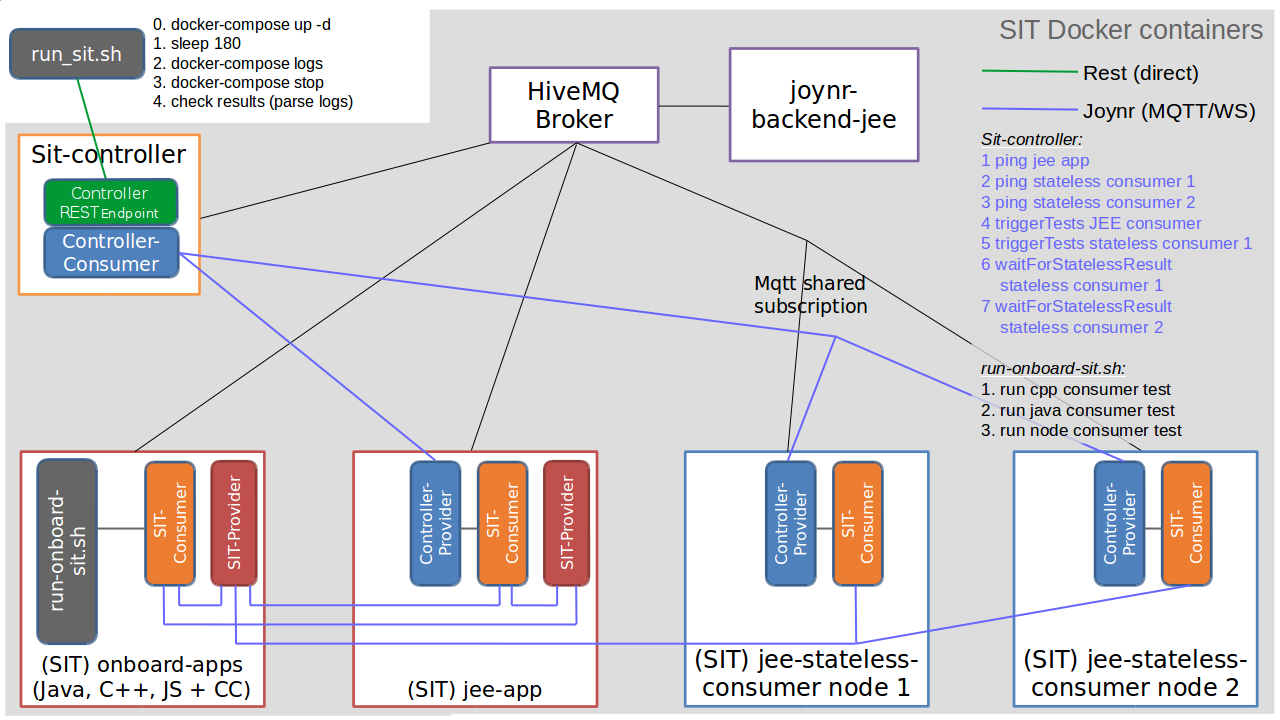 run_sit.sh
0. docker-compose up -d
1. sleep 180
2. docker-compose logs
3. docker-compose stop
4. check results (parse logs)
SIT Docker containers
Rest (direct)
Joynr (MQTT/WS)
HiveMQ
Broker
joynr-
backend-jee
Sit-controller
Controller
REST Endpoint
Controller-
Consumer
Sit-controller:
1 ping jee app
2 ping stateless consumer 1
3 ping stateless consumer 2
4 triggerTests JEE consumer
5 triggerTests stateless consumer 1
6 waitForStatelessResult
stateless consumer 1
7 waitForStatelessResult
stateless consumer 2
Mqtt shared
subscription
run-onboard-sit.sh:
1. run cpp consumer test
2. run java consumer test
3. run node consumer test
run-onboard-
sit.sh
SIT-
Consumer
SIT-Provider
(SIT) onboard-apps
(Java, C++, JS + CC)
Controller-
Provider
SIT-
Consumer
SIT-Provider
(SIT) jee-app
Controller-
Provider
SIT-
Consumer
(SIT) jee-stateless-
consumer node 1
Controller-
Provider
SIT-
Consumer
(SIT) jee-stateless-
consumer node 2